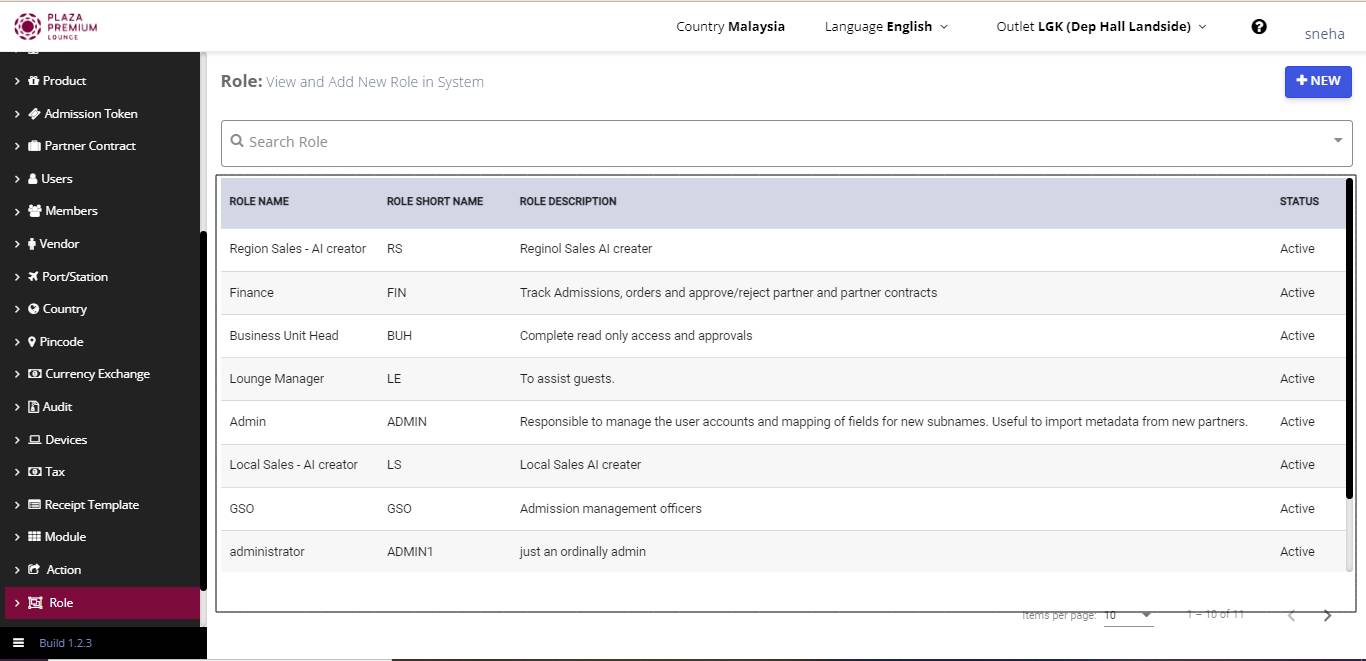 PLAZA
PREMIUM
LOUNGE
Country Malaysia
Language English
Outlet LGK (Dep Hall Landside)
sneha
Product
Admission Token
Partner Contract
Users
Members
Vendor
Port/Station
Country
Pincode
Currency Exchange
Audit
Devices
Tax
Receipt Template
Module
Action
Role
Build 1.2.3
Role: View and Add New Role in System
+ NEW
Search Role
ROLE NAME ROLE SHORT NAME ROLE DESCRIPTION STATUS
Region Sales - AI creator RS Reginol Sales AI creater Active
Finance FIN Track Admissions, orders and approve/reject partner and partner contracts Active
Business Unit Head BUH Complete read only access and approvals Active
Lounge Manager LE To assist guests. Active
Admin ADMIN Responsible to manage the user accounts and mapping of fields for new subnames. Useful to import metadata from new partners. Active
Local Sales - AI creator LS Local Sales AI creater Active
GSO GSO Admission management officers Active
administrator ADMIN1 just an ordinally admin Active
Items per page: 10 1 – 10 of 11